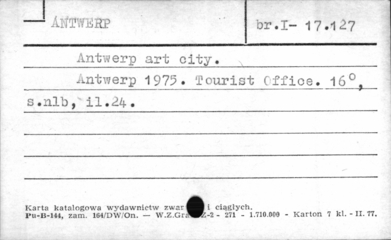 ANTWERP
br.I- 17.127
Antwerp art city.
Antwerp 1975. Tourist Office. 16°,
s.nlb, il.24.
Karta katalogowa wydawnictw i ciągłych.
Pu-B-144, zam. 164/DW/On. — W.Z.Gr Z-2 - 271 - 1.710.000 - Karton 7 kl. - II. 77.